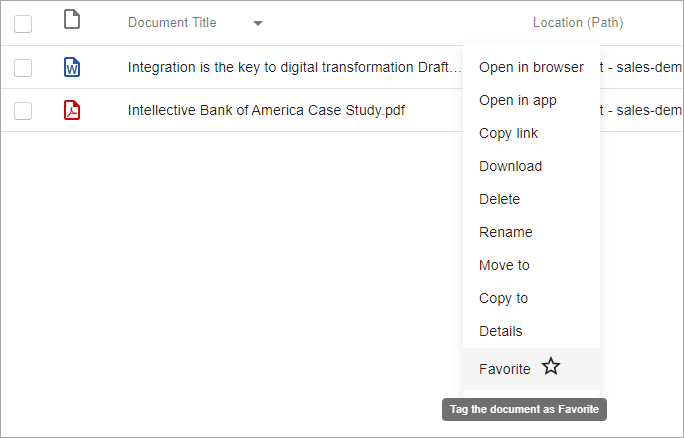 Document Title
Location (Path)
Integration is the key to digital transformation Draft…
t - sales-dem
Intellective Bank of America Case Study.pdf
t - sales-dem
Open in browser
Open in app
Copy link
Download
Delete
Rename
Move to
Copy to
Details
Favorite
Tag the document as Favorite